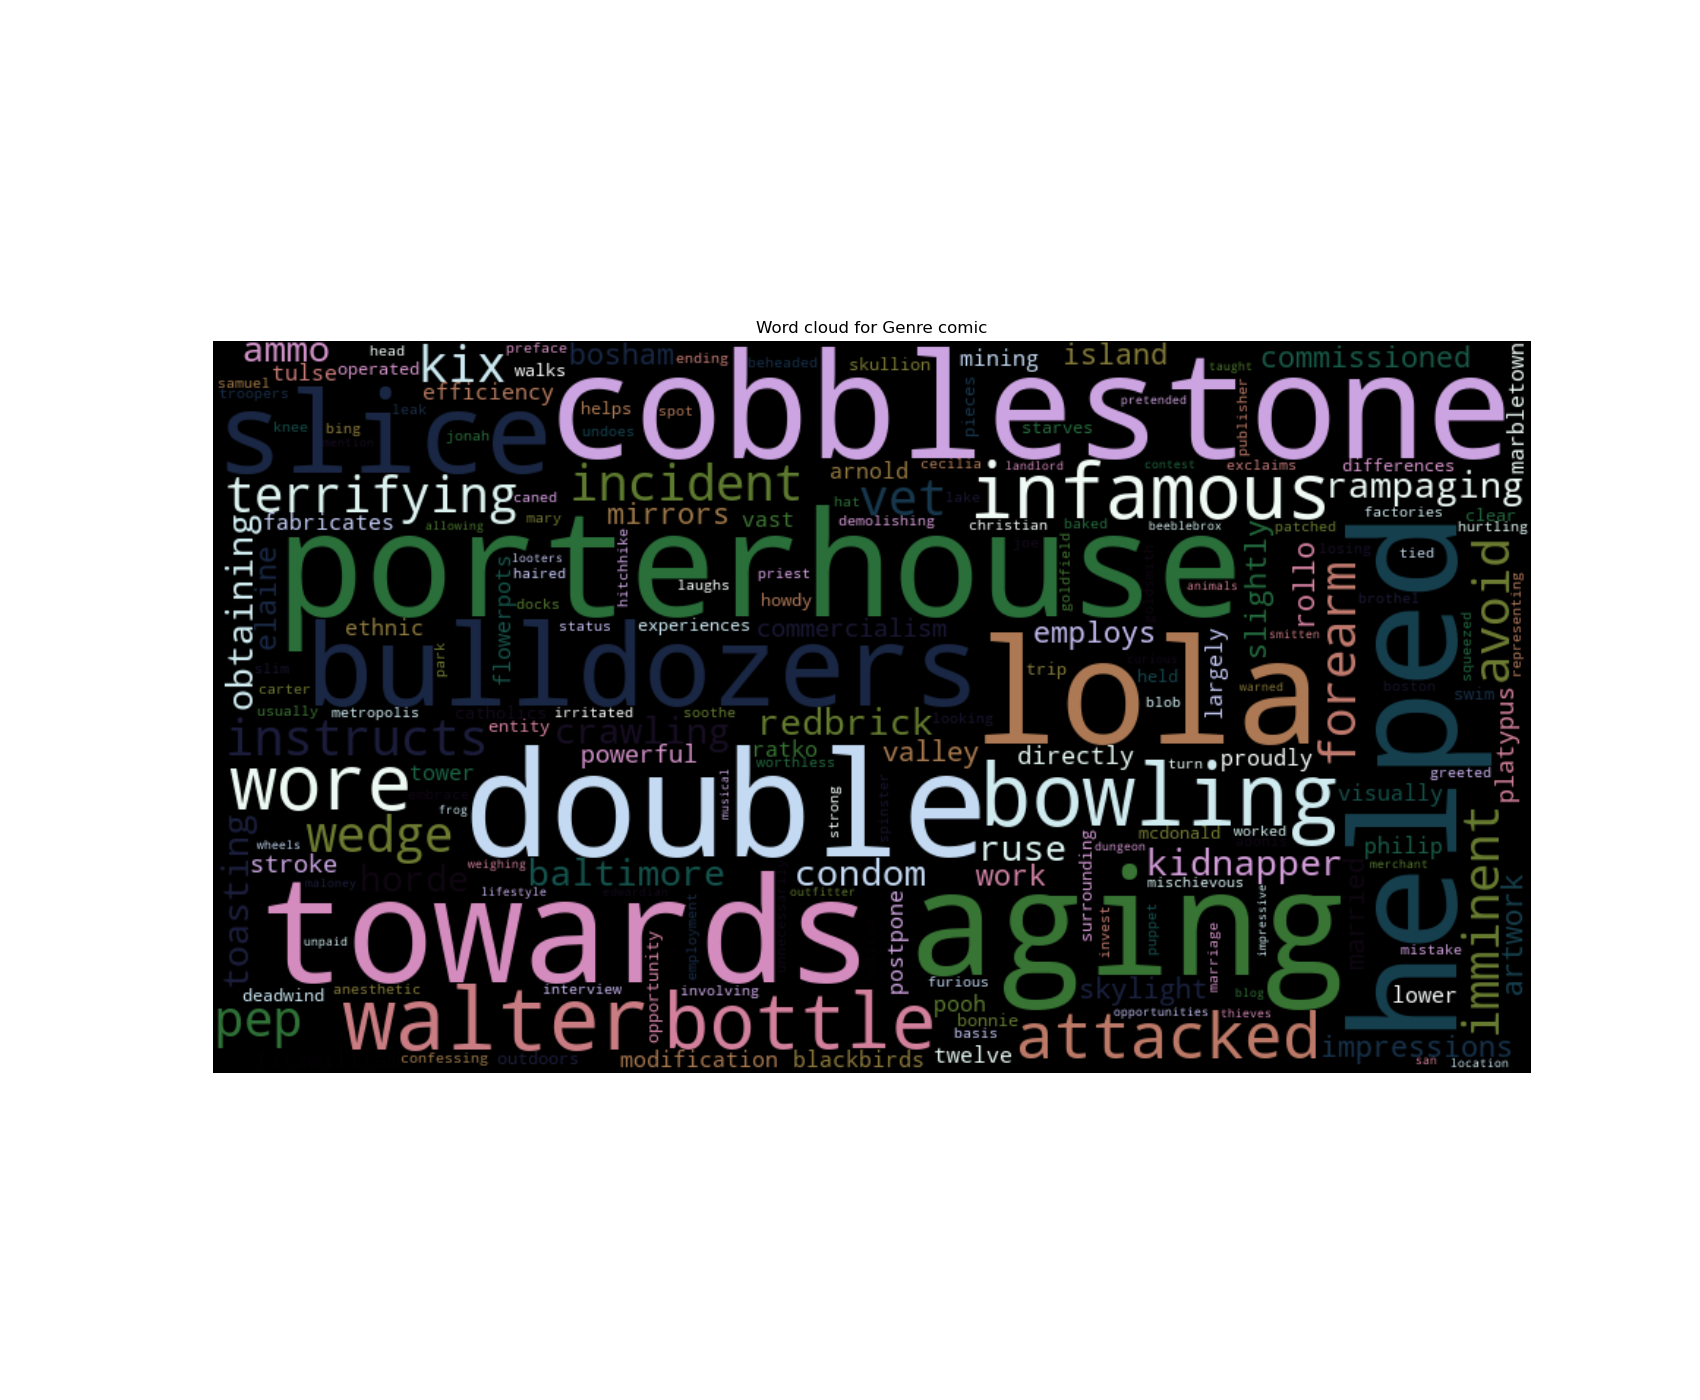 Word cloud for Genre comic
ammo
head
kix
preface
bosham
ending
beheaded
skullion
mining
island
taught
commissioned
marbletown
tulse
operated
walks
samuel
troopers
efficiency
slice
leak
helps
spot
cobblestone
pieces
pretended
publisher
knee
bing
mention
jonah
undoes
starves
terrifying
caned
incident
arnold
cecilia
landlord
contest
exclaims
differences
infamous
rampaging
vet
lake
hat
mirrors
vast
demolishing
christian
baked
beeblebrox
patched
factories
clear
hurtling
fabricates
allowing
mary
obtaining
elaine
porterhouse
looters
haired
flowerpots
docks
hitchhike
laughs
priest
howdy
joe
goldfield
animals
slightly
rollo
losing
tied
helped
avoid
representing
squeezed
brothel
forearm
smitten
ethnic
status
experiences
commercialism
employs
largely
bulldozers
park
slim
carter
lola
trip
curious
held
blob
warned
boston
swim
platypus
usually
metropolis
catholics
irritated
soothe
redbrick
looking
instructs
entity
crawling
powerful
ratko
worthless
valley
directly
turn
proudly
greeted
wore
tower
embrace
frog
double
musical
strong
spinster
bowling
visually
mcdonald
worked
toasting
wedge
wheels
ruse
surrounding
dungeon
philip
merchant
imminent
stroke
weighing
baltimore
condom
work
kidnapper
mischievous
horde
maloney
lifestyle
outfitter
towards
unpaid
employment
opportunity
postpone
aging
invest
puppet
marriage
impressive
married
mistake
artwork
anesthetic
deadwind
interview
involving
furious
skylight
blog
lower
pep
walter
bottle
pooh
bonnie
basis
opportunities
thieves
attacked
impressions
confessing
outdoors
modification
blackbirds
twelve
san
location